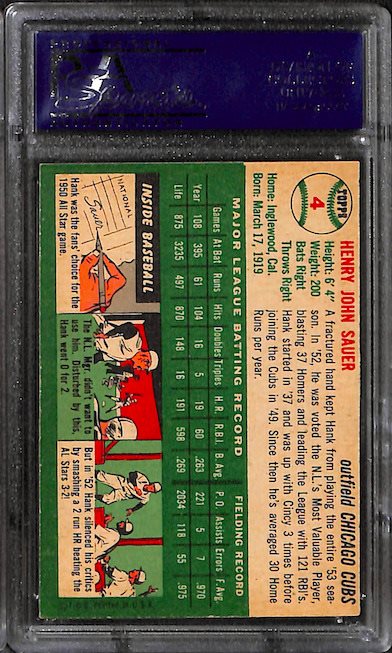 TOPPS
4
HENRY JOHN SAUER
outfield CHICAGO CUBS
Height: 6' 4"
Weight: 200
Bats Right
Throws Right
Home: Inglewood, Cal.
Born: March 17, 1919
A fractured hand kept Hank from playing the entire '53 sea-
son. In '52, he was voted the N.L.'s Most Valuable Player,
blasting 37 Homers and leading the League with 121 RBI's.
Hank started in '37 and was up with Cincy 3 times before
joining the Cubs in '49. Since then he's averaged 30 Home
Runs per year.
MAJOR LEAGUE BATTING RECORD
FIELDING RECORD
Games At Bat Runs Hits Doubles Triples H.R. R.B.I. B. Avg. P.O. Assists Errors F. Avg.
Year 108 395 61 104 16 5 19 60 .263 221 5 7 .970
Life 875 3235 497 870 148 16 191 598 .269 2034 118 55 .975
INSIDE BASEBALL
NATIONAL
Sauer
Hank was the fans' choice for the
1950 All Star game.
The N.L. Mgr. didn't want to
use him. Disturbed by this,
Hank went 0 for 2.
But in '52 Hank silenced his critics
by smashing a 2 run HR beating the
AL Stars 3-2!